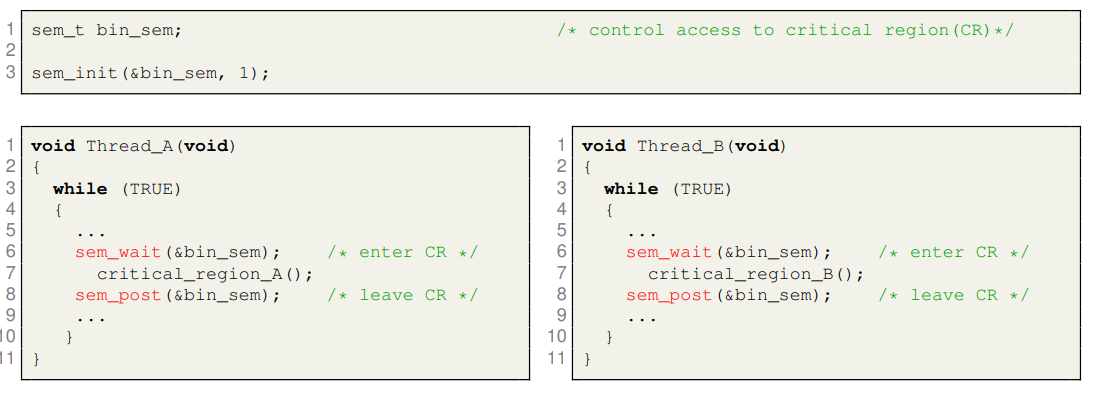 1 sem_t bin_sem; /* control access to critical region(CR)*/
2
3 sem_init(&bin_sem, 1);
1 void Thread_A(void)
2 {
3 while (TRUE)
4 {
5 ...
6 sem_wait(&bin_sem); /* enter CR */
7 critical_region_A();
8 sem_post(&bin_sem); /* leave CR */
9 ...
10 }
11 }
1 void Thread_B(void)
2 {
3 while (TRUE)
4 {
5 ...
6 sem_wait(&bin_sem); /* enter CR */
7 critical_region_B();
8 sem_post(&bin_sem); /* leave CR */
9 ...
10 }
11 }